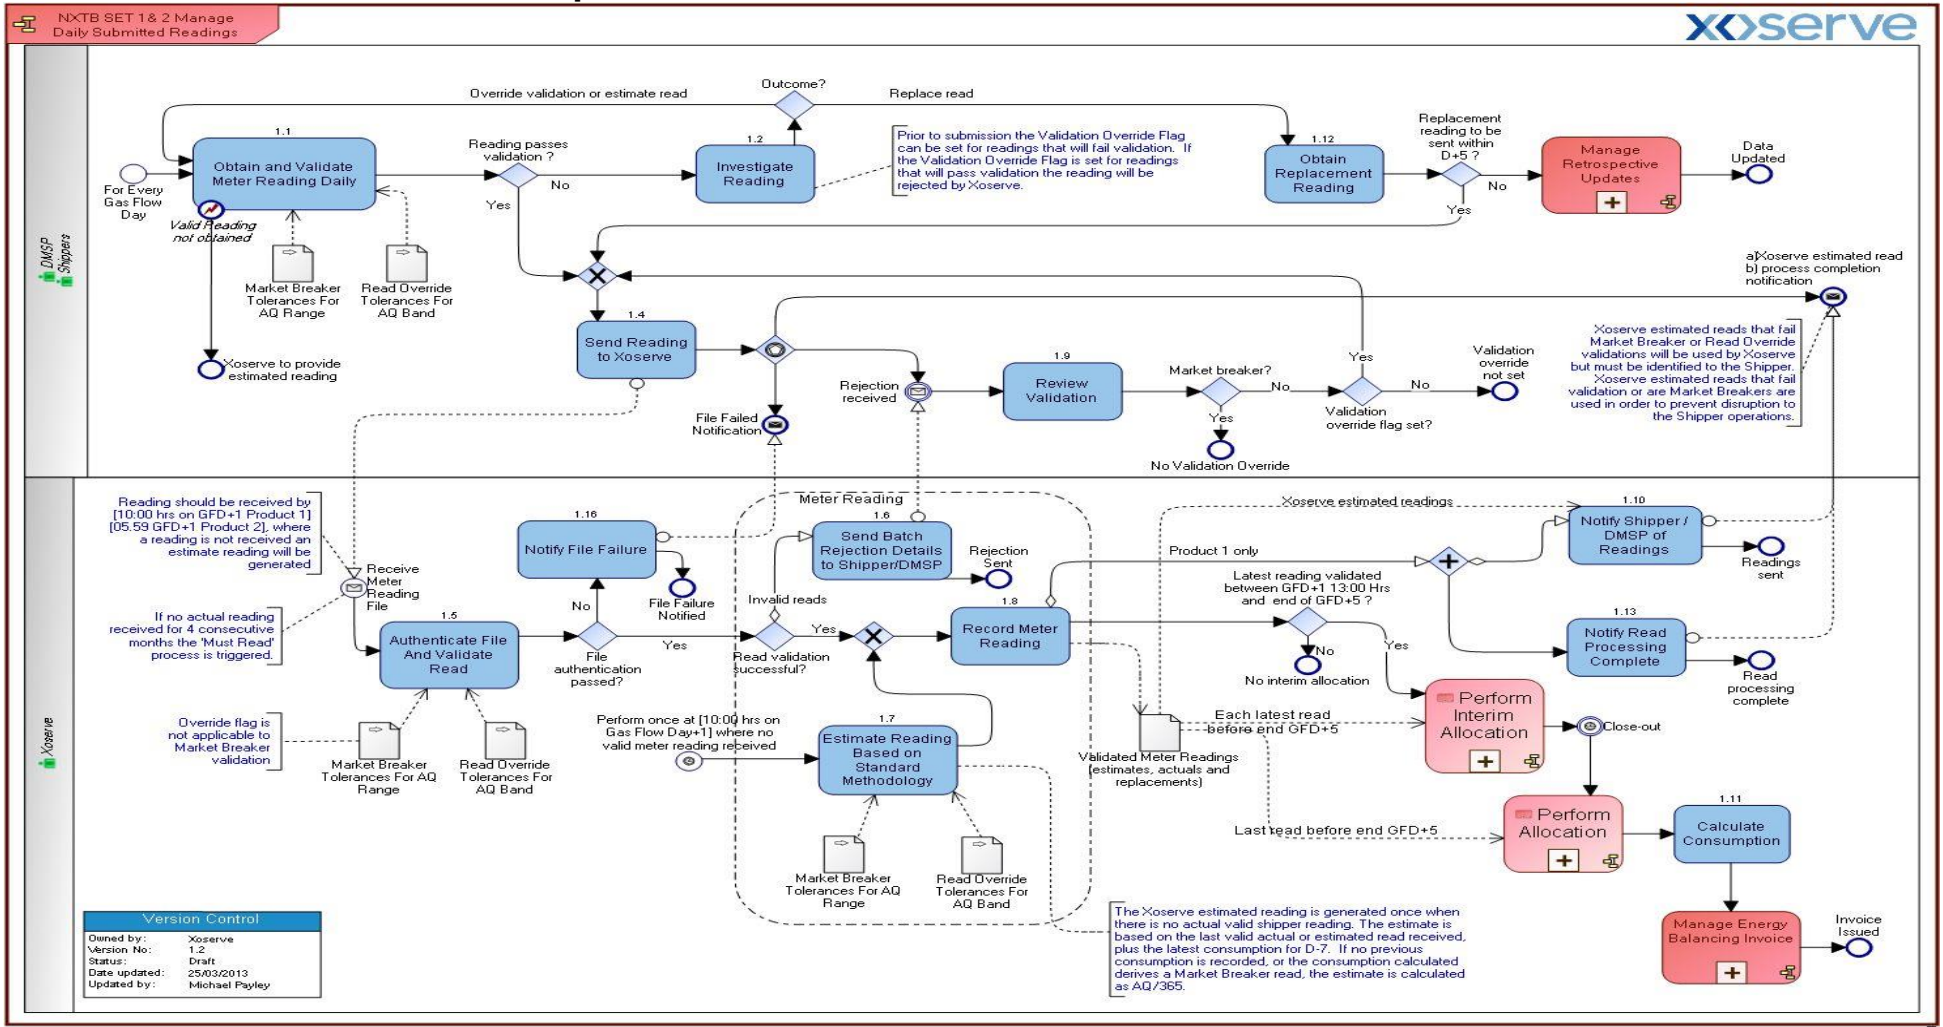 NXTB SET 1& 2 Manage
Daily Submitted Readings
xoserve
DMSP
Shippers
For Every
Gas Flow
Day
1.1
Obtain and Validate
Meter Reading Daily
Valid Reading
not obtained
Market Breaker
Tolerances For
AQ Range
Read Override
Tolerances For
AQ Band
Xoserve to provide
estimated reading
Override validation or estimate read
Reading passes
validation ?
No
Yes
1.2
Investigate
Reading
Outcome?
Replace read
Prior to submission the Validation Override Flag
can be set for readings that will fail validation. If
the Validation Override Flag is set for readings
that will pass validation the reading will be
rejected by Xoserve.
1.12
Obtain
Replacement
Reading
Replacement
reading to be
sent within
D+5 ?
No
Yes
Manage
Retrospective
Updates
Data
Updated
1.4
Send Reading
to Xoserve
File Failed
Notification
Rejection
received
1.9
Review
Validation
Market breaker?
No
Yes
No Validation Override
Yes
No
Validation
override flag set?
Validation
override
not set
a)Xoserve estimated read
b) process completion
notification
Xoserve estimated reads that fail
Market Breaker or Read Override
validations will be used by Xoserve
but must be identified to the Shipper.
Xoserve estimated reads that fail
validation or are Market Breakers are
used in order to prevent disruption to
the Shipper operations.
Xoserve
Reading should be received by
[10:00 hrs on GFD+1 Product 1]
[05.59 GFD+1 Product 2], where
a reading is not received an
estimate reading will be
generated
Receive
Meter
Reading
File
If no actual reading
received for 4 consecutive
months the 'Must Read'
process is triggered.
1.5
Authenticate File
And Validate
Read
Override flag is
not applicable to
Market Breaker
validation
Market Breaker
Tolerances For AQ
Range
Read Override
Tolerances For
AQ Band
1.16
Notify File Failure
No
File Failure
Notified
File
authentication
passed?
Yes
Meter Reading
1.6
Send Batch
Rejection Details
to Shipper/DMSP
Rejection
Sent
Invalid reads
Read validation
successful?
Yes
1.8
Record Meter
Reading
Perform once at [10:00 hrs on
Gas Flow Day+1] where no
valid meter reading received
1.7
Estimate Reading
Based on
Standard
Methodology
Market Breaker
Tolerances For AQ
Range
Read Override
Tolerances For
AQ Band
Product 1 only
Xoserve estimated readings
Latest reading validated
between GFD+1 13:00 Hrs
and end of GFD+5 ?
No
No interim allocation
Yes
1.10
Notify Shipper /
DMSP of
Readings
Readings
sent
1.13
Notify Read
Processing
Complete
Read
processing
complete
Validated Meter Readings
(estimates, actuals and
replacements)
Each latest read
before end GFD+5
Perform
Interim
Allocation
Close-out
Last read before end GFD+5
Perform
Allocation
1.11
Calculate
Consumption
Manage Energy
Balancing Invoice
Invoice
Issued
The Xoserve estimated reading is generated once when
there is no actual valid shipper reading. The estimate is
based on the last valid actual or estimated read received,
plus the latest consumption for D-7. If no previous
consumption is recorded, or the consumption calculated
derives a Market Breaker read, the estimate is calculated
as AQ/365.
Version Control
Owned by: Xoserve
Version No: 1.2
Status: Draft
Date updated: 25/03/2013
Updated by: Michael Payley